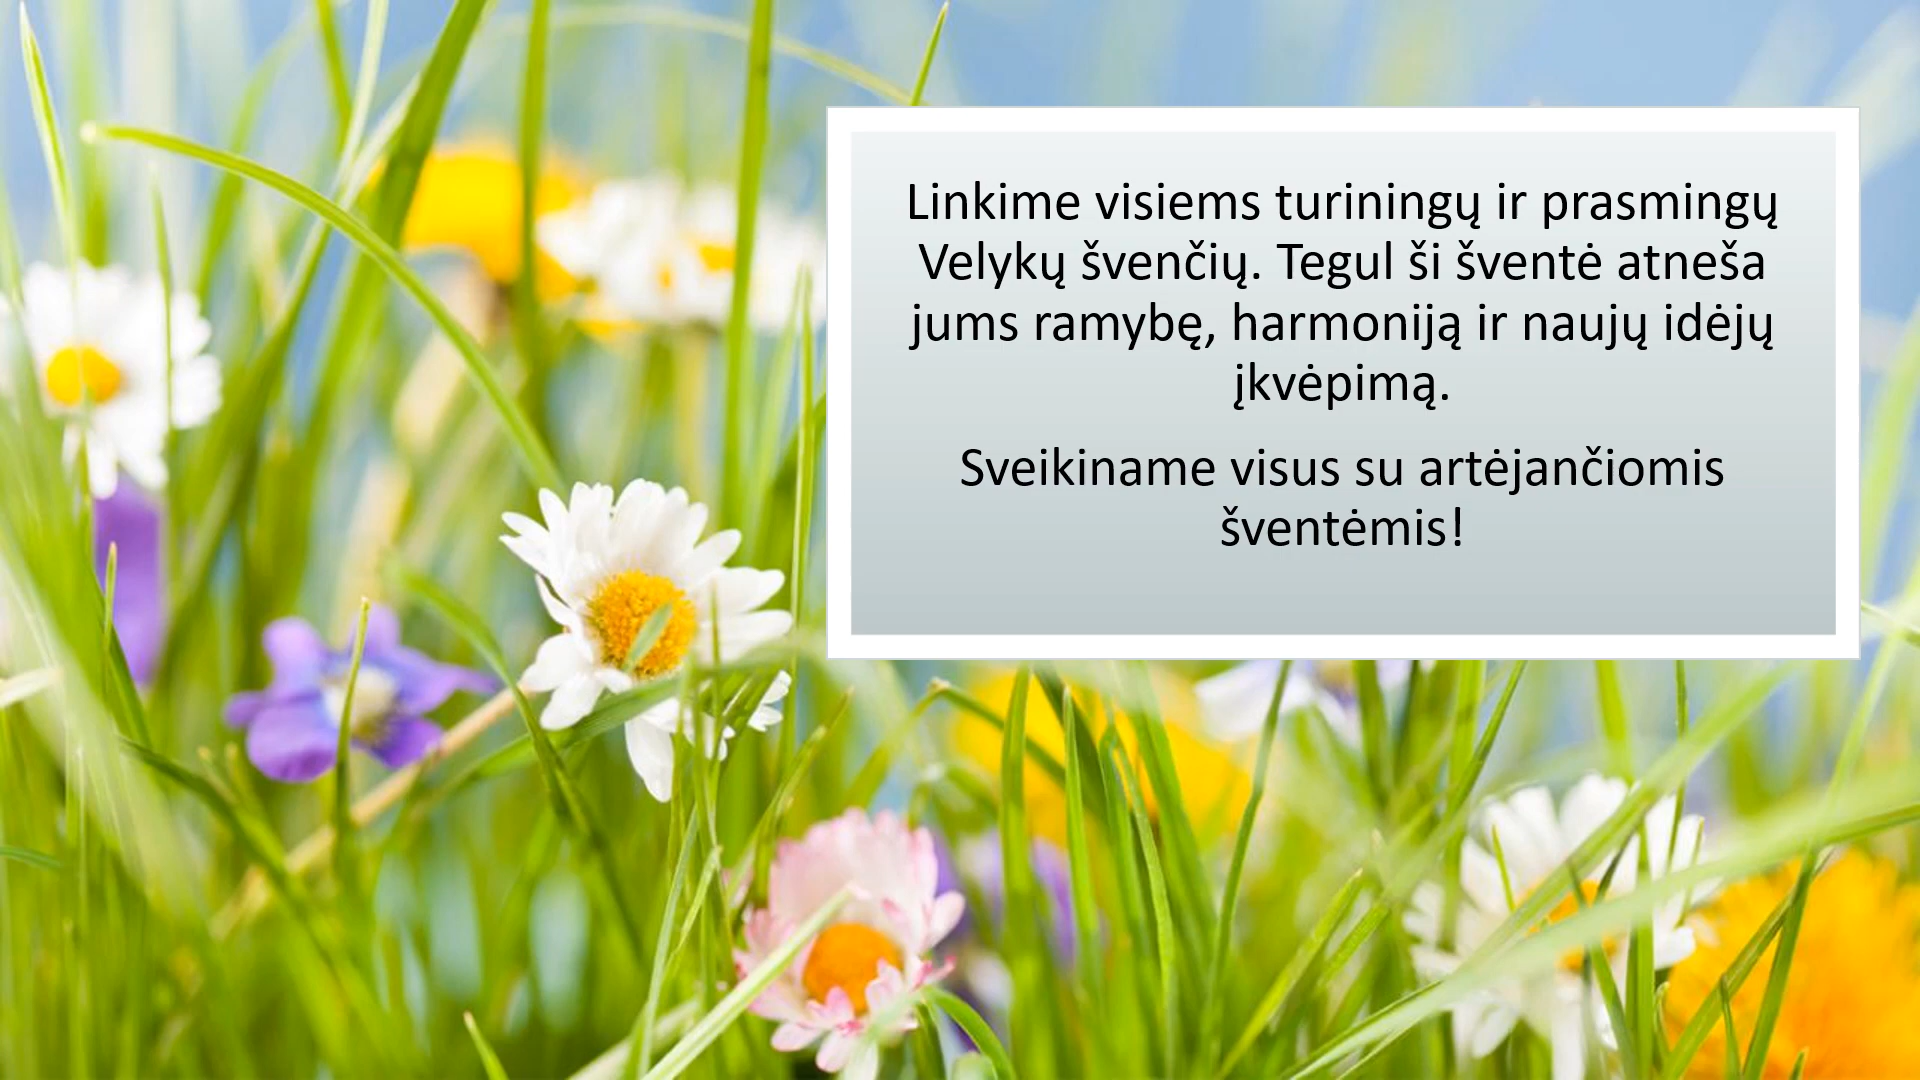 Linkime visiems turiningų ir prasmingų
Velykų švenčių. Tegul ši šventė atneša
jums ramybę, harmoniją ir naujų idėjų
įkvėpimą.
Sveikiname visus su artėjančiomis
šventėmis!